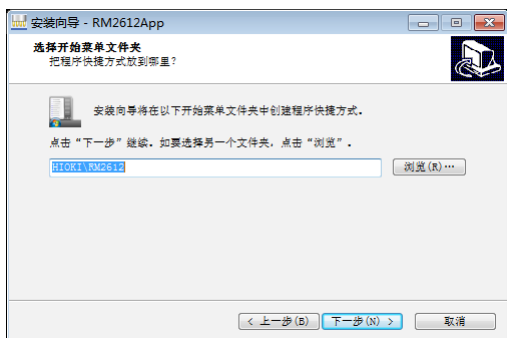 安装向导 - RM2612App
选择开始菜单文件夹
把程序快捷方式放到哪里?
安装向导将在以下开始菜单文件夹中创建程序快捷方式。
点击“下一步”继续。如要选择另一个文件夹,点击“浏览”.
HIOKI\RM2612
浏览(R)…
< 上一步(B)
下一步(N) >
取消